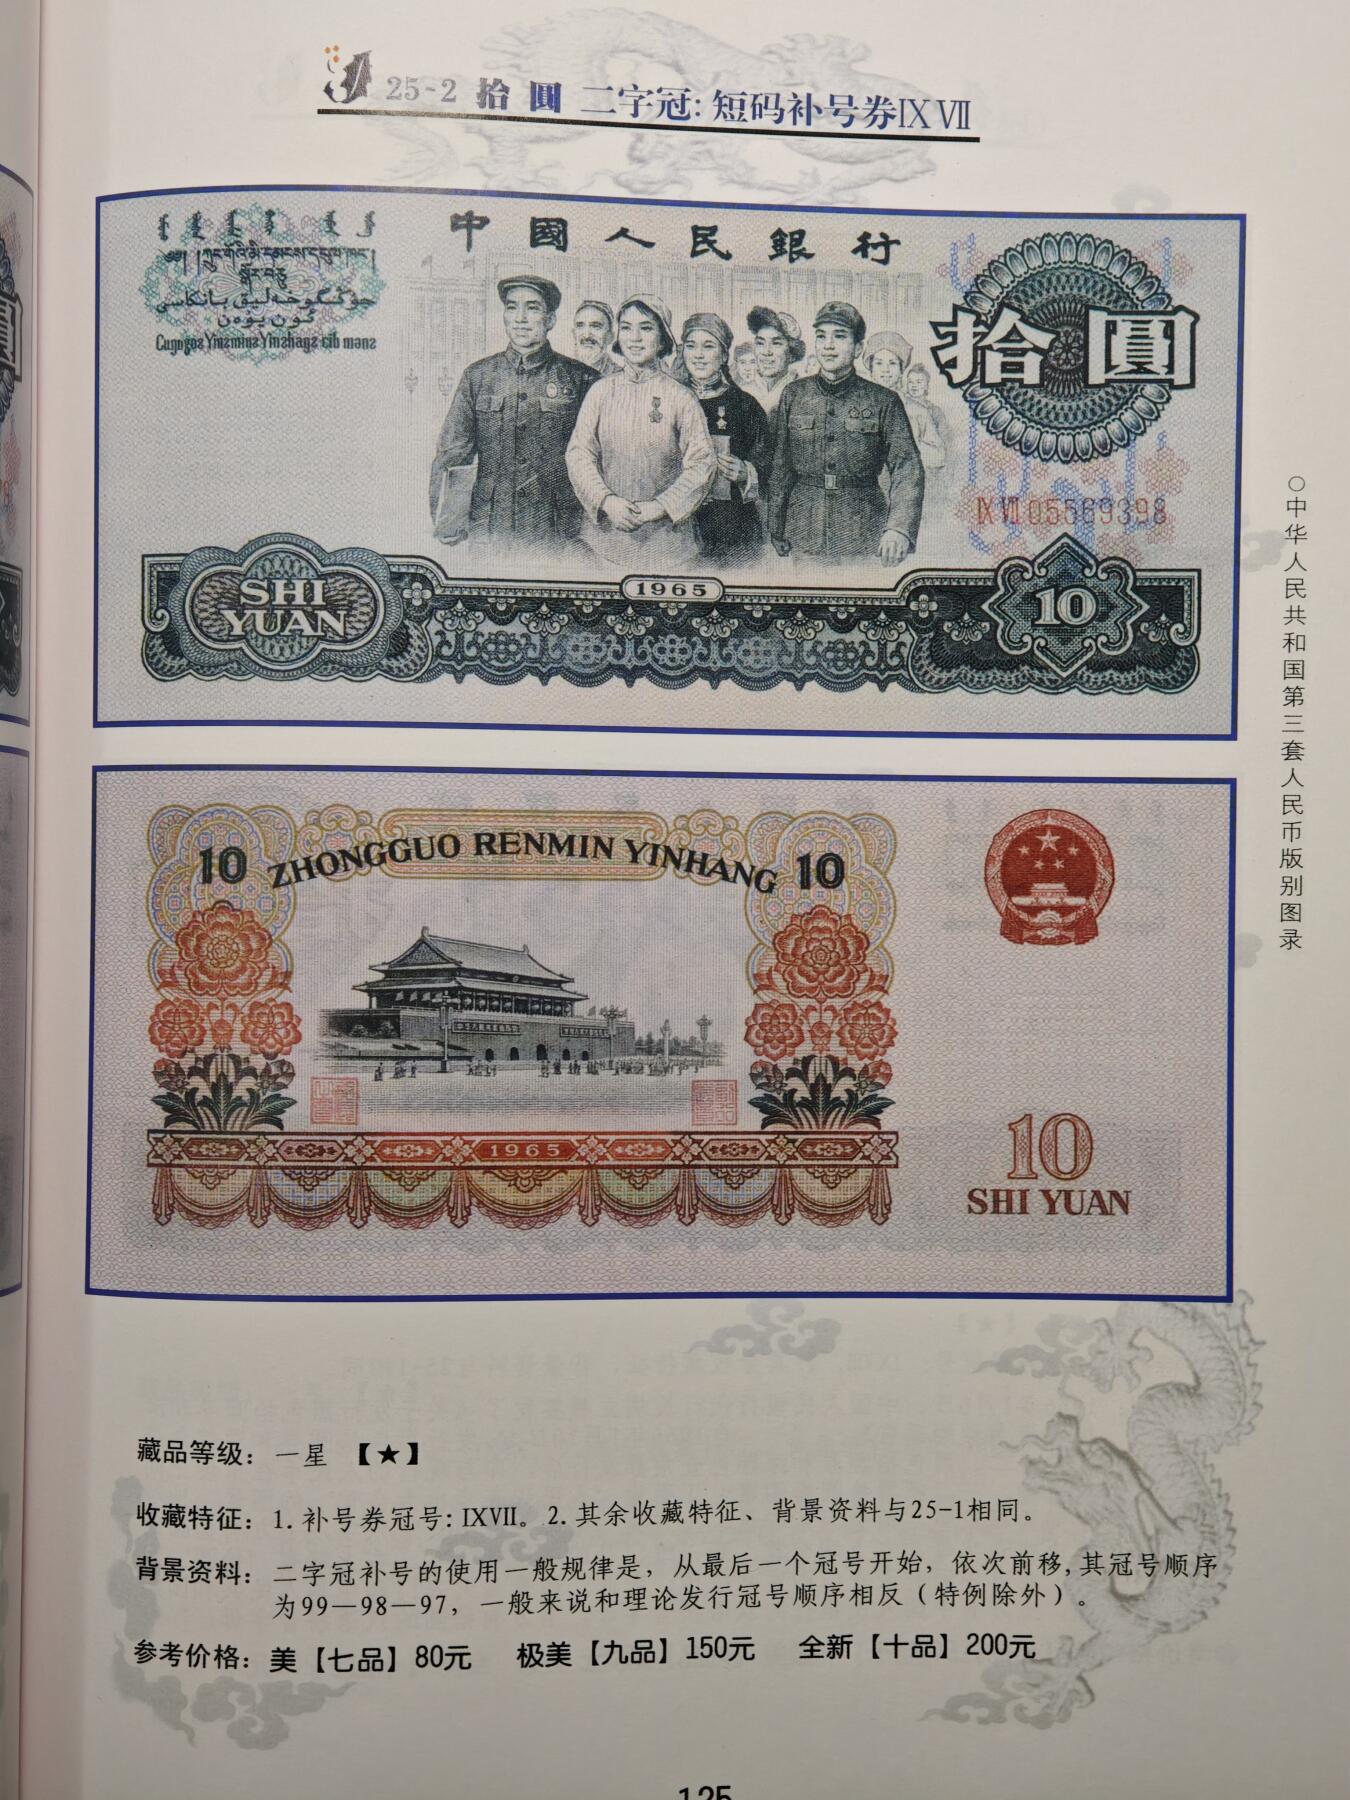 25-2 拾圓 二字冠：短码补号券ⅨⅦ
中國人民銀行
Cungƣoz Yinzminz Yinzhangz cib maenz
拾圓
ⅨⅦ05569398
SHI
YUAN
1965
10
10 ZHONGGUO RENMIN YINHANG 10
1965
10
SHI YUAN
○中华人民共和国第三套人民币版别图录
藏品等级：一星 【★】
收藏特征：1.补号券冠号：ⅨⅦ。2.其余收藏特征、背景资料与25-1相同。
背景资料：二字冠补号的使用一般规律是，从最后一个冠号开始，依次前移，其冠号顺序
为99—98—97，一般来说和理论发行冠号顺序相反（特例除外）。
参考价格：美【七品】80元 极美【九品】150元 全新【十品】200元
125